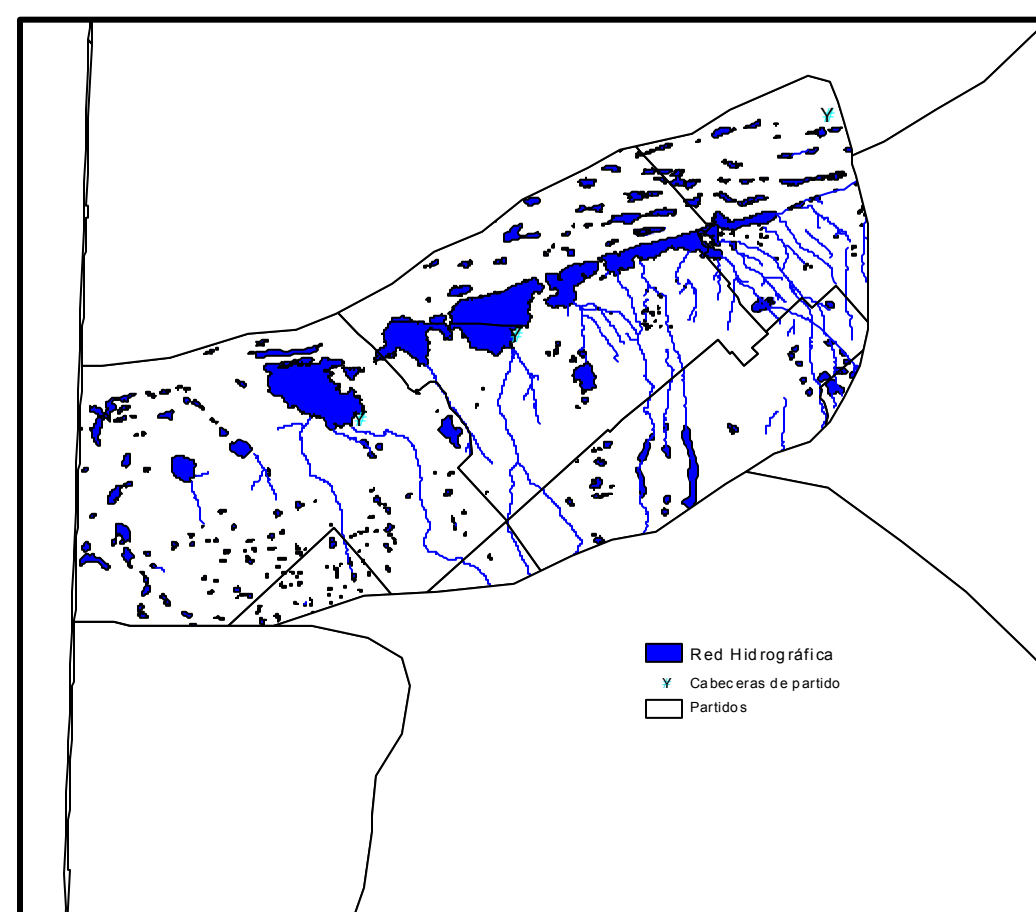 Red Hidrográfica
Y Cabeceras de partido
Partidos
Y
Y
Y